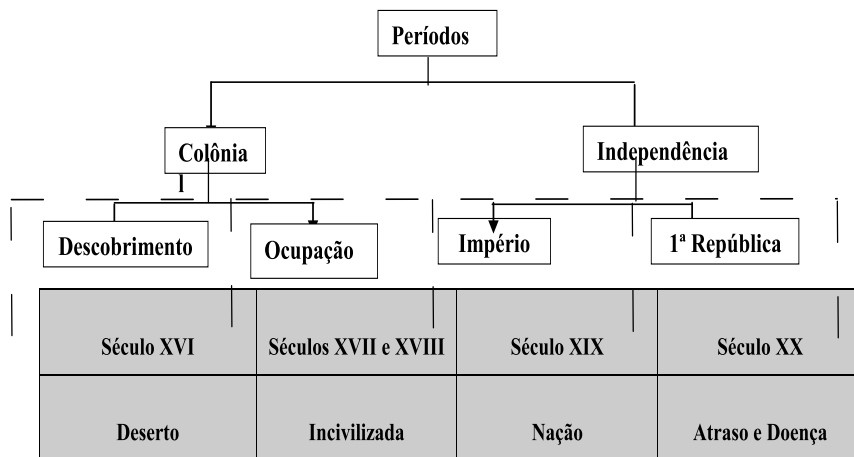 Períodos
Colônia
l
Independência
Descobrimento
Ocupação
Império
1ª República
Século XVI
Séculos XVII e XVIII
Século XIX
Século XX
Deserto
Incivilizada
Nação
Atraso e Doença